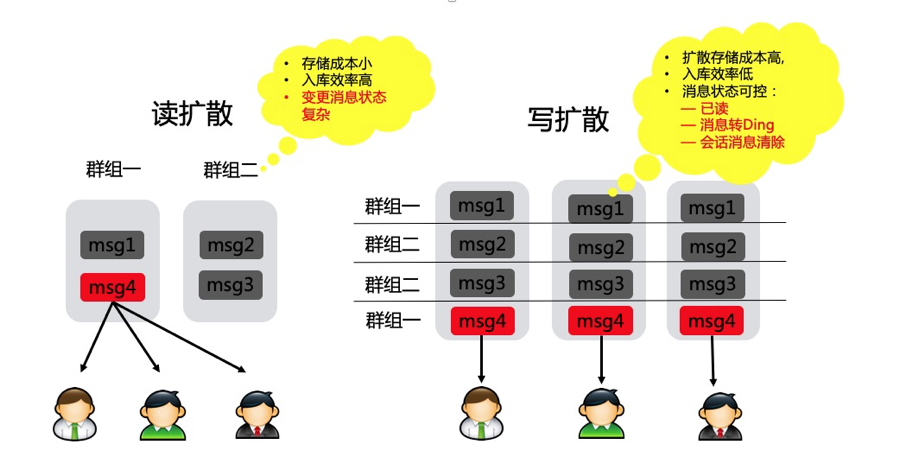 读扩散
• 存储成本小
• 入库效率高
• 变更消息状态
复杂
群组一
群组二
msg1
msg4
msg2
msg3
写扩散
• 扩散存储成本高,
• 入库效率低
• 消息状态可控：
— 已读
— 消息转Ding
— 会话消息清除
群组一 msg1 msg1 msg1
群组二 msg2 msg2 msg2
群组二 msg3 msg3 msg3
群组一 msg4 msg4 msg4